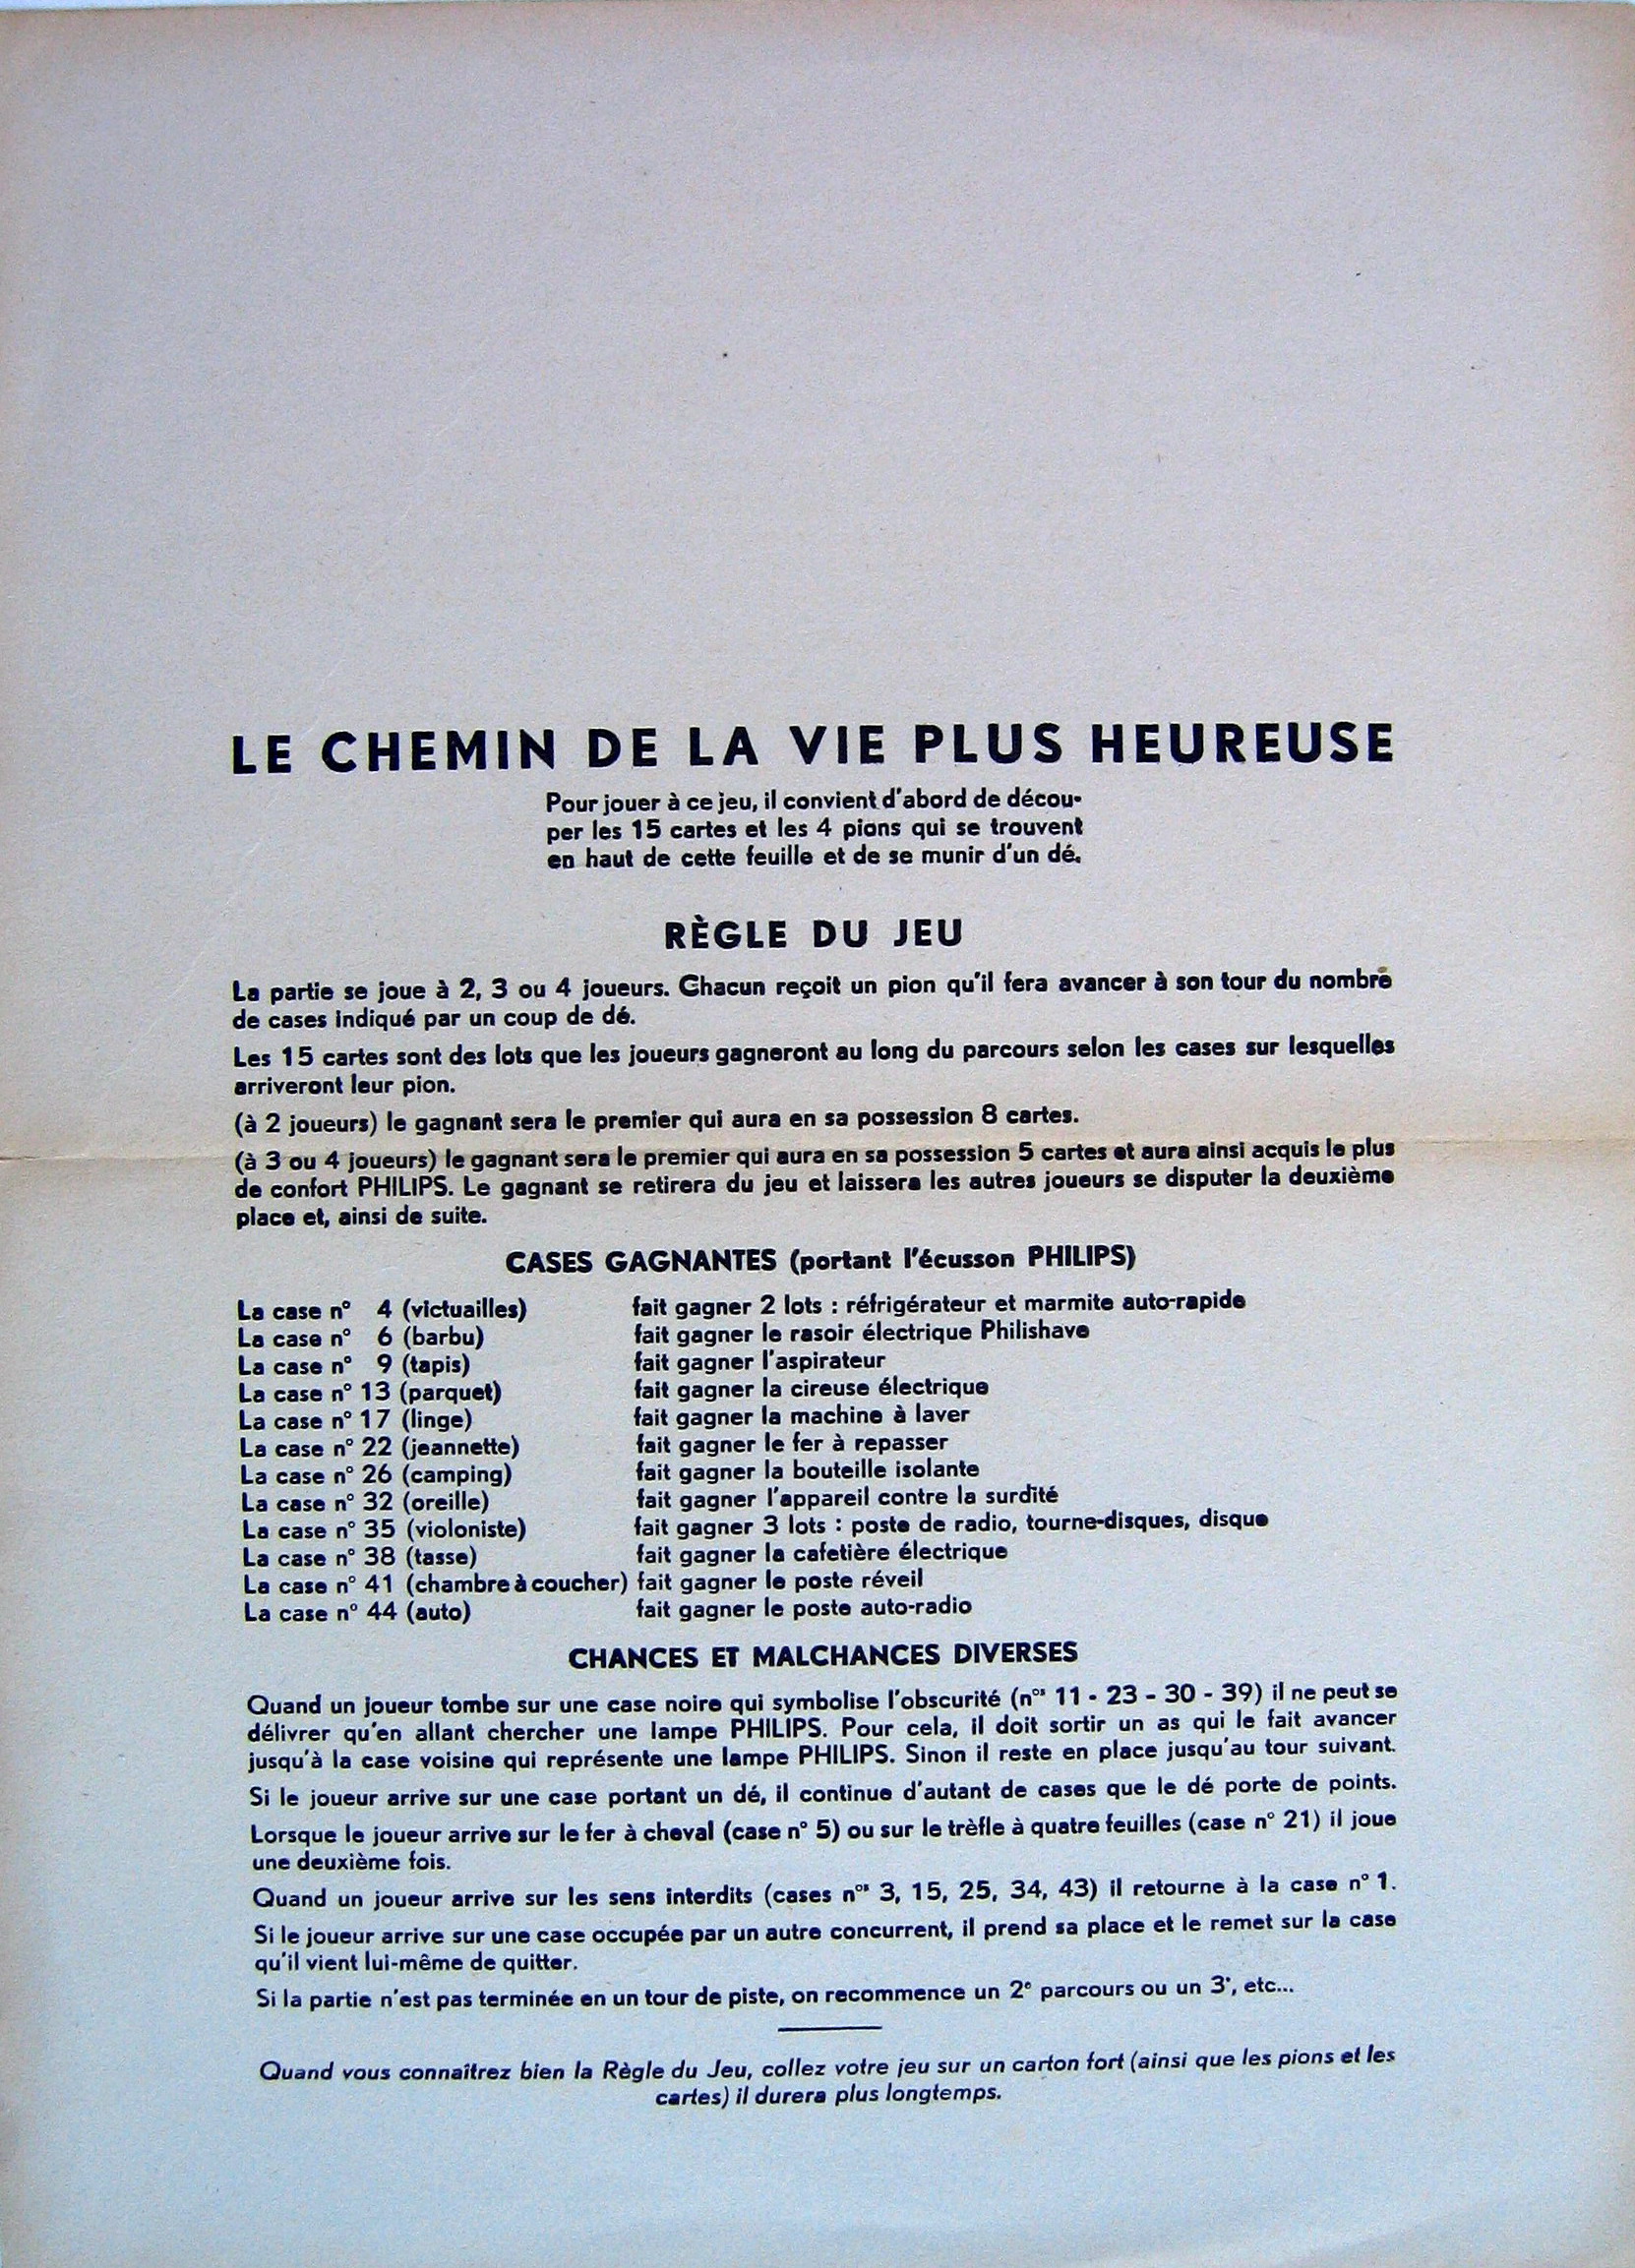 LE CHEMIN DE LA VIE PLUS HEUREUSE
Pour jouer à ce jeu, il convient d'abord de décou-
per les 15 cartes et les 4 pions qui se trouvent
en haut de cette feuille et de se munir d'un dé.
RÈGLE DU JEU
La partie se joue à 2, 3 ou 4 joueurs. Chacun reçoit un pion qu'il fera avancer à son tour du nombre
de cases indiqué par un coup de dé.
Les 15 cartes sont des lots que les joueurs gagneront au long du parcours selon les cases sur lesquelles
arriveront leur pion.
(à 2 joueurs) le gagnant sera le premier qui aura en sa possession 8 cartes.
(à 3 ou 4 joueurs) le gagnant sera le premier qui aura en sa possession 5 cartes et aura ainsi acquis le plus
de confort PHILIPS. Le gagnant se retirera du jeu et laissera les autres joueurs se disputer la deuxième
place et, ainsi de suite.
CASES GAGNANTES (portant l'écusson PHILIPS)
La case n° 4 (victuailles) fait gagner 2 lots : réfrigérateur et marmite auto-rapide
La case n° 6 (barbu) fait gagner le rasoir électrique Philishave
La case n° 9 (tapis) fait gagner l'aspirateur
La case n° 13 (parquet) fait gagner la cireuse électrique
La case n° 17 (linge) fait gagner la machine à laver
La case n° 22 (jeannette) fait gagner le fer à repasser
La case n° 26 (camping) fait gagner la bouteille isolante
La case n° 32 (oreille) fait gagner l'appareil contre la surdité
La case n° 35 (violoniste) fait gagner 3 lots : poste de radio, tourne-disques, disque
La case n° 38 (tasse) fait gagner la cafetière électrique
La case n° 41 (chambre à coucher) fait gagner le poste réveil
La case n° 44 (auto) fait gagner le poste auto-radio
CHANCES ET MALCHANCES DIVERSES
Quand un joueur tombe sur une case noire qui symbolise l'obscurité (nos 11 - 23 - 30 - 39) il ne peut se
délivrer qu'en allant chercher une lampe PHILIPS. Pour cela, il doit sortir un as qui le fait avancer
jusqu'à la case voisine qui représente une lampe PHILIPS. Sinon il reste en place jusqu'au tour suivant.
Si le joueur arrive sur une case portant un dé, il continue d'autant de cases que le dé porte de points.
Lorsque le joueur arrive sur le fer à cheval (case n° 5) ou sur le trèfle à quatre feuilles (case n° 21) il joue
une deuxième fois.
Quand un joueur arrive sur les sens interdits (cases nos 3, 15, 25, 34, 43) il retourne à la case n° 1.
Si le joueur arrive sur une case occupée par un autre concurrent, il prend sa place et le remet sur la case
qu'il vient lui-même de quitter.
Si la partie n'est pas terminée en un tour de piste, on recommence un 2e parcours ou un 3e, etc...
Quand vous connaîtrez bien la Règle du Jeu, collez votre jeu sur un carton fort (ainsi que les pions et les
cartes) il durera plus longtemps.